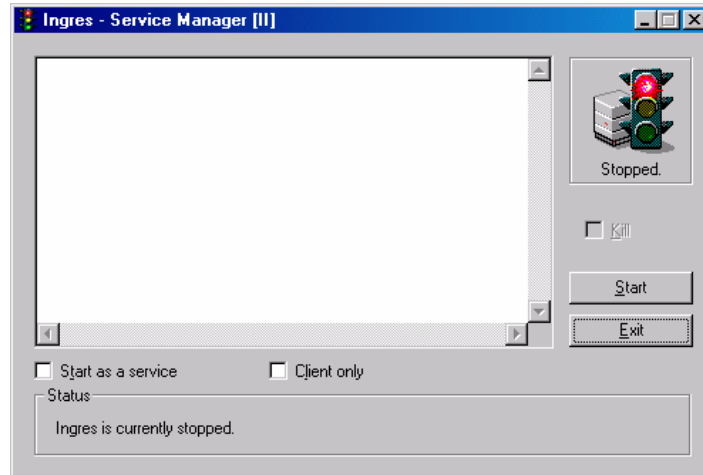 Ingres - Service Manager [II]
Stopped.
Kill
Start
Exit
Start as a service
Client only
Status
Ingres is currently stopped.